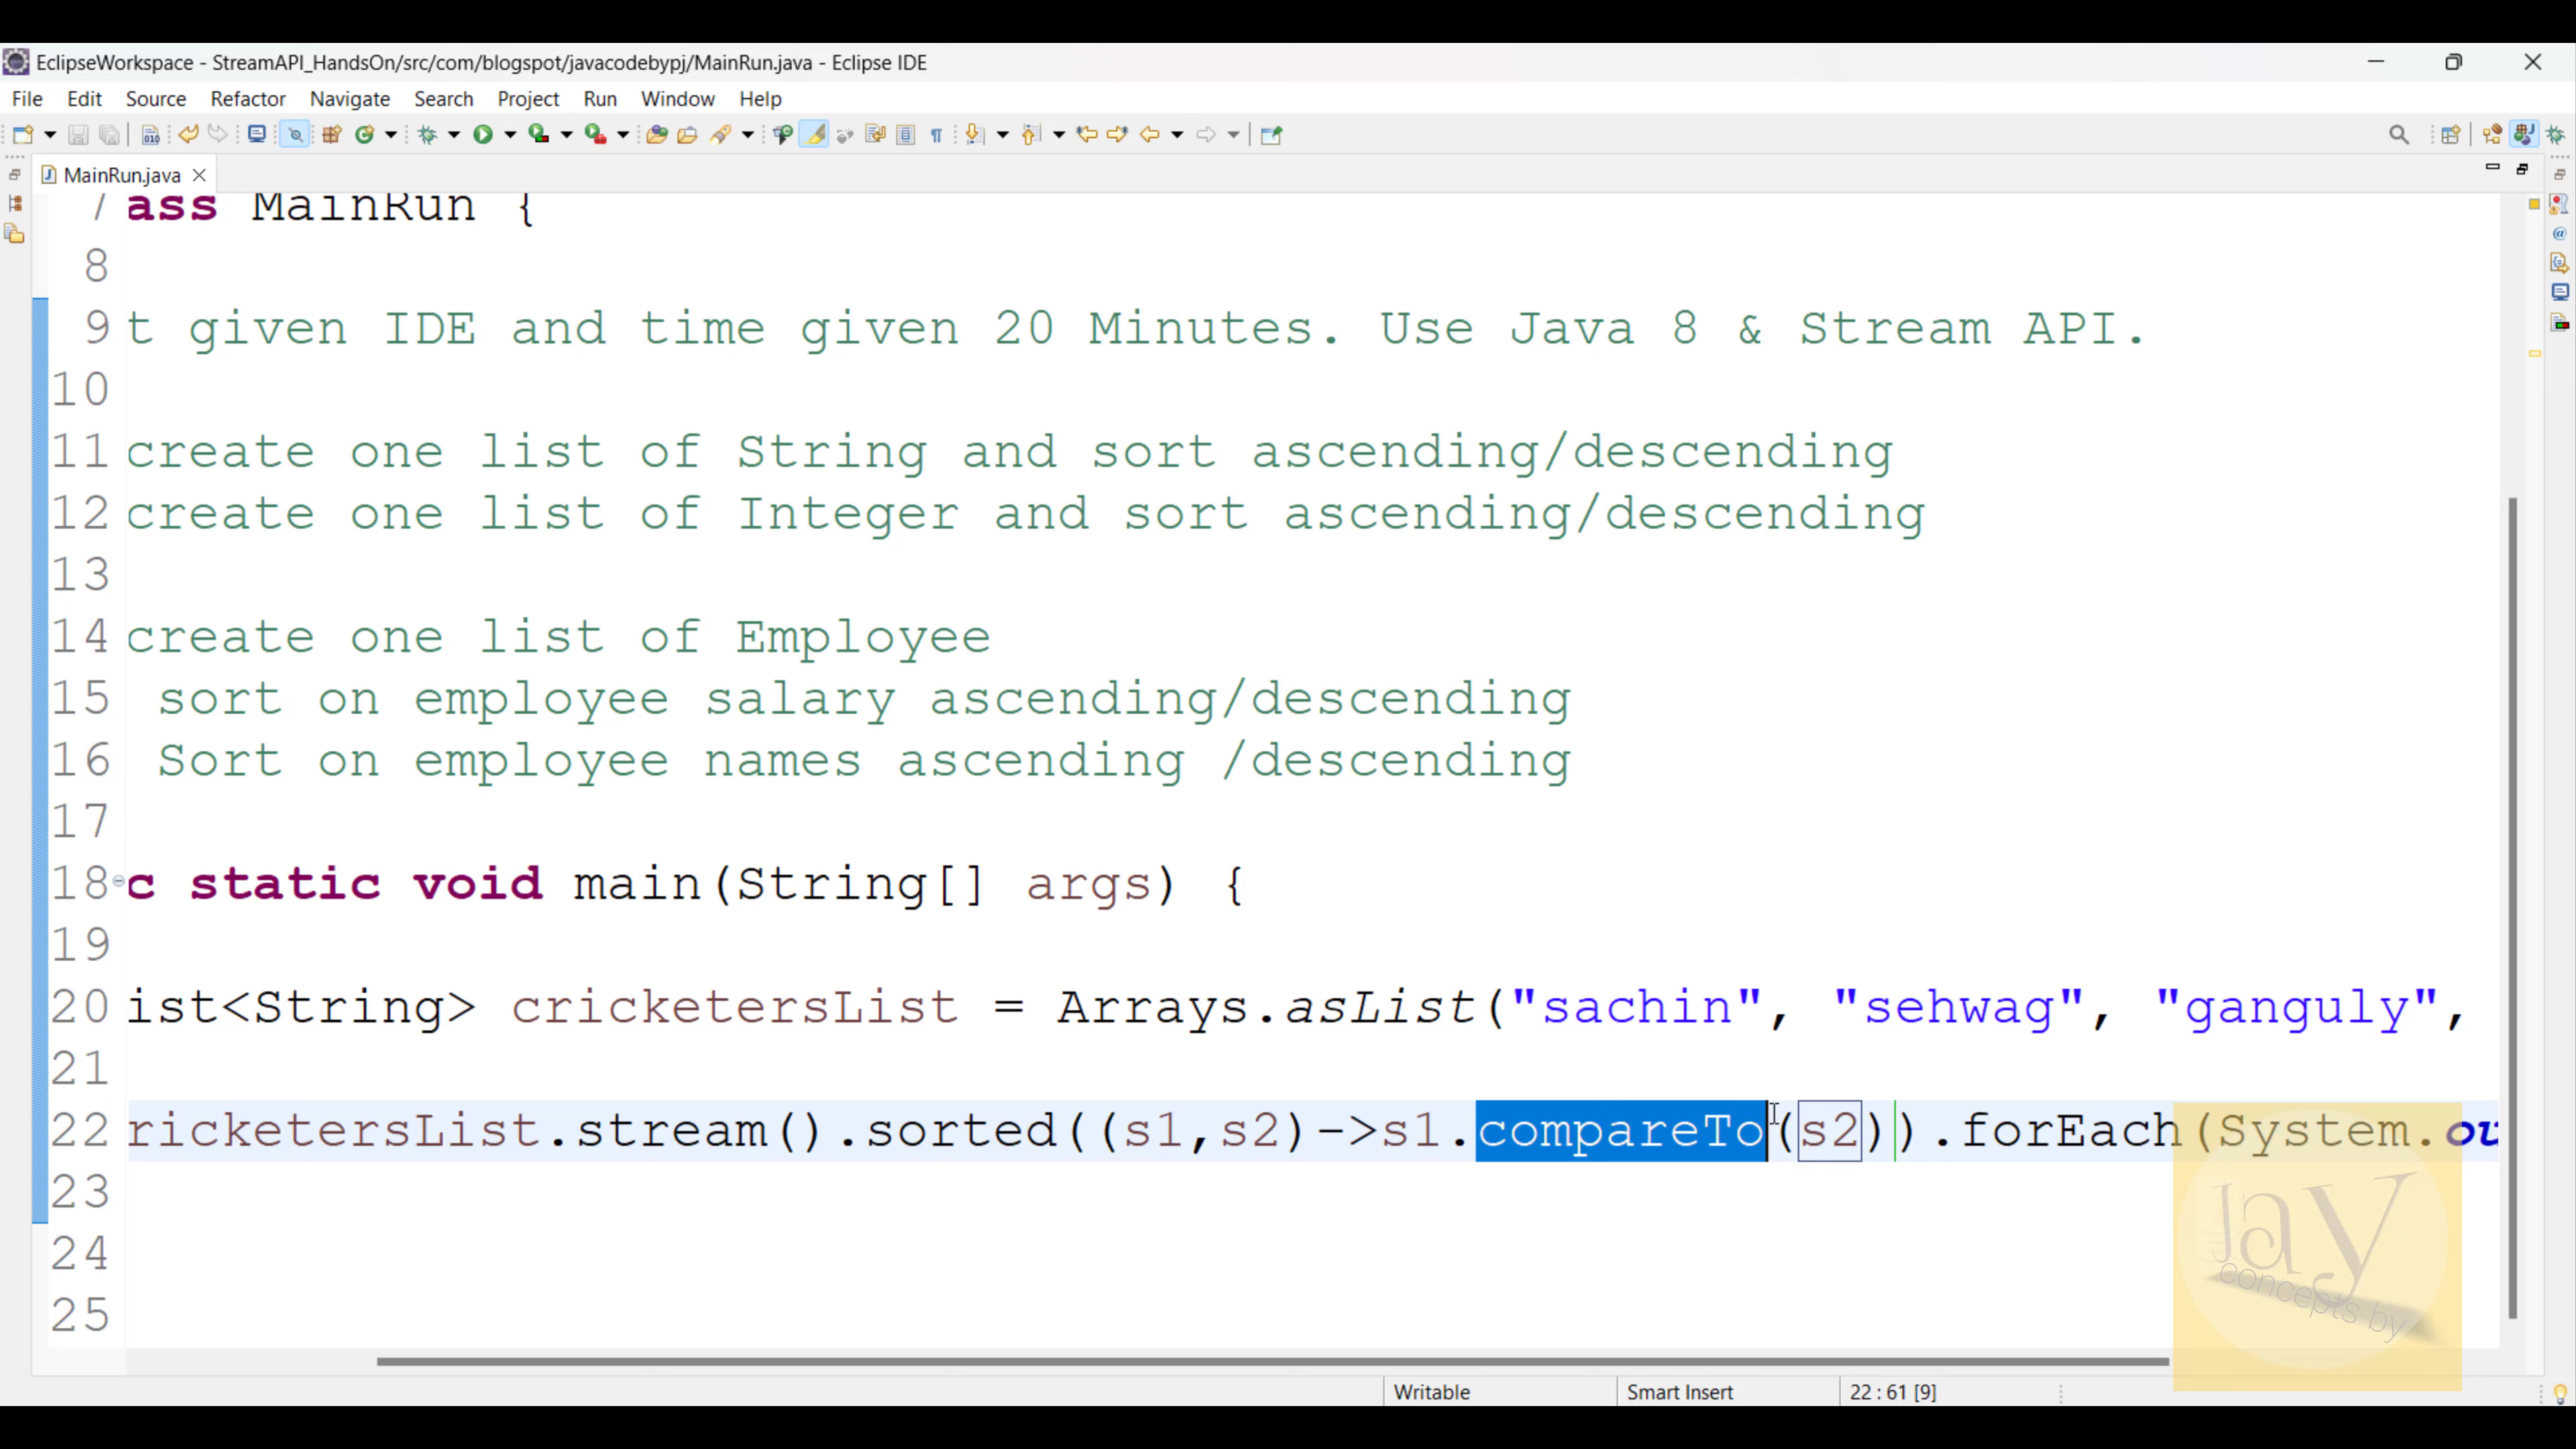 EclipseWorkspace - StreamAPI_HandsOn/src/com/blogspot/javacodebypj/MainRun.java - Eclipse IDE
File Edit Source Refactor Navigate Search Project Run Window Help
MainRun.java
7 ass MainRun {
8
9 t given IDE and time given 20 Minutes. Use Java 8 & Stream API.
10
11 create one list of String and sort ascending/descending
12 create one list of Integer and sort ascending/descending
13
14 create one list of Employee
15 sort on employee salary ascending/descending
16 Sort on employee names ascending /descending
17
18 c static void main(String[] args) {
19
20 ist<String> cricketersList = Arrays.asList("sachin", "sehwag", "ganguly",
21
22 ricketersList.stream().sorted((s1,s2)->s1.compareTo(s2)).forEach(System.ou
23
24
25
Jay
concepts by
Writable Smart Insert 22 : 61 [9]